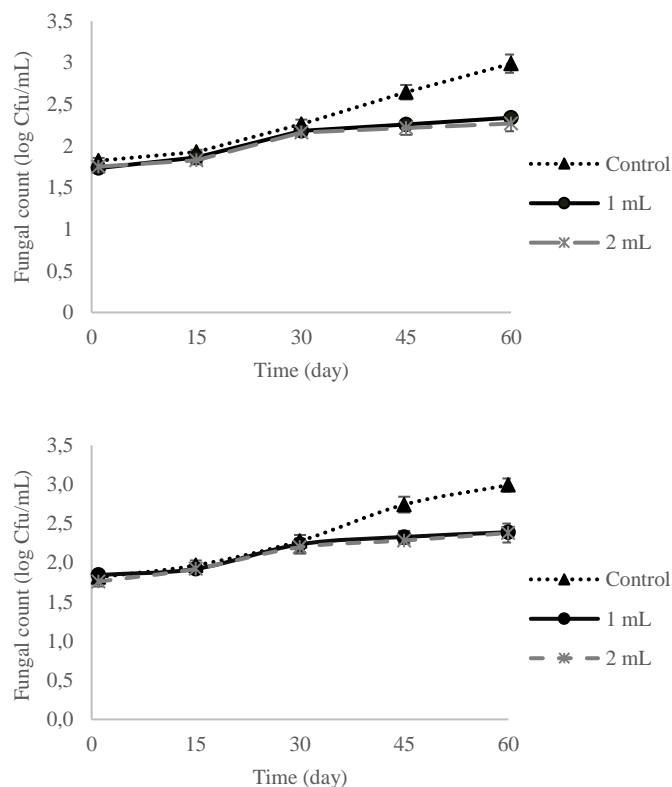 3,5
3
2,5
2
1,5
1
0,5
0
Fungal count (log Cfu/mL)
0 15 30 45 60
Time (day)
Control
1 mL
2 mL
3,5
3,0
2,5
2,0
1,5
1,0
0,5
0,0
Fungal count (log Cfu/mL)
0 15 30 45 60
Time (day)
Control
1 mL
2 mL